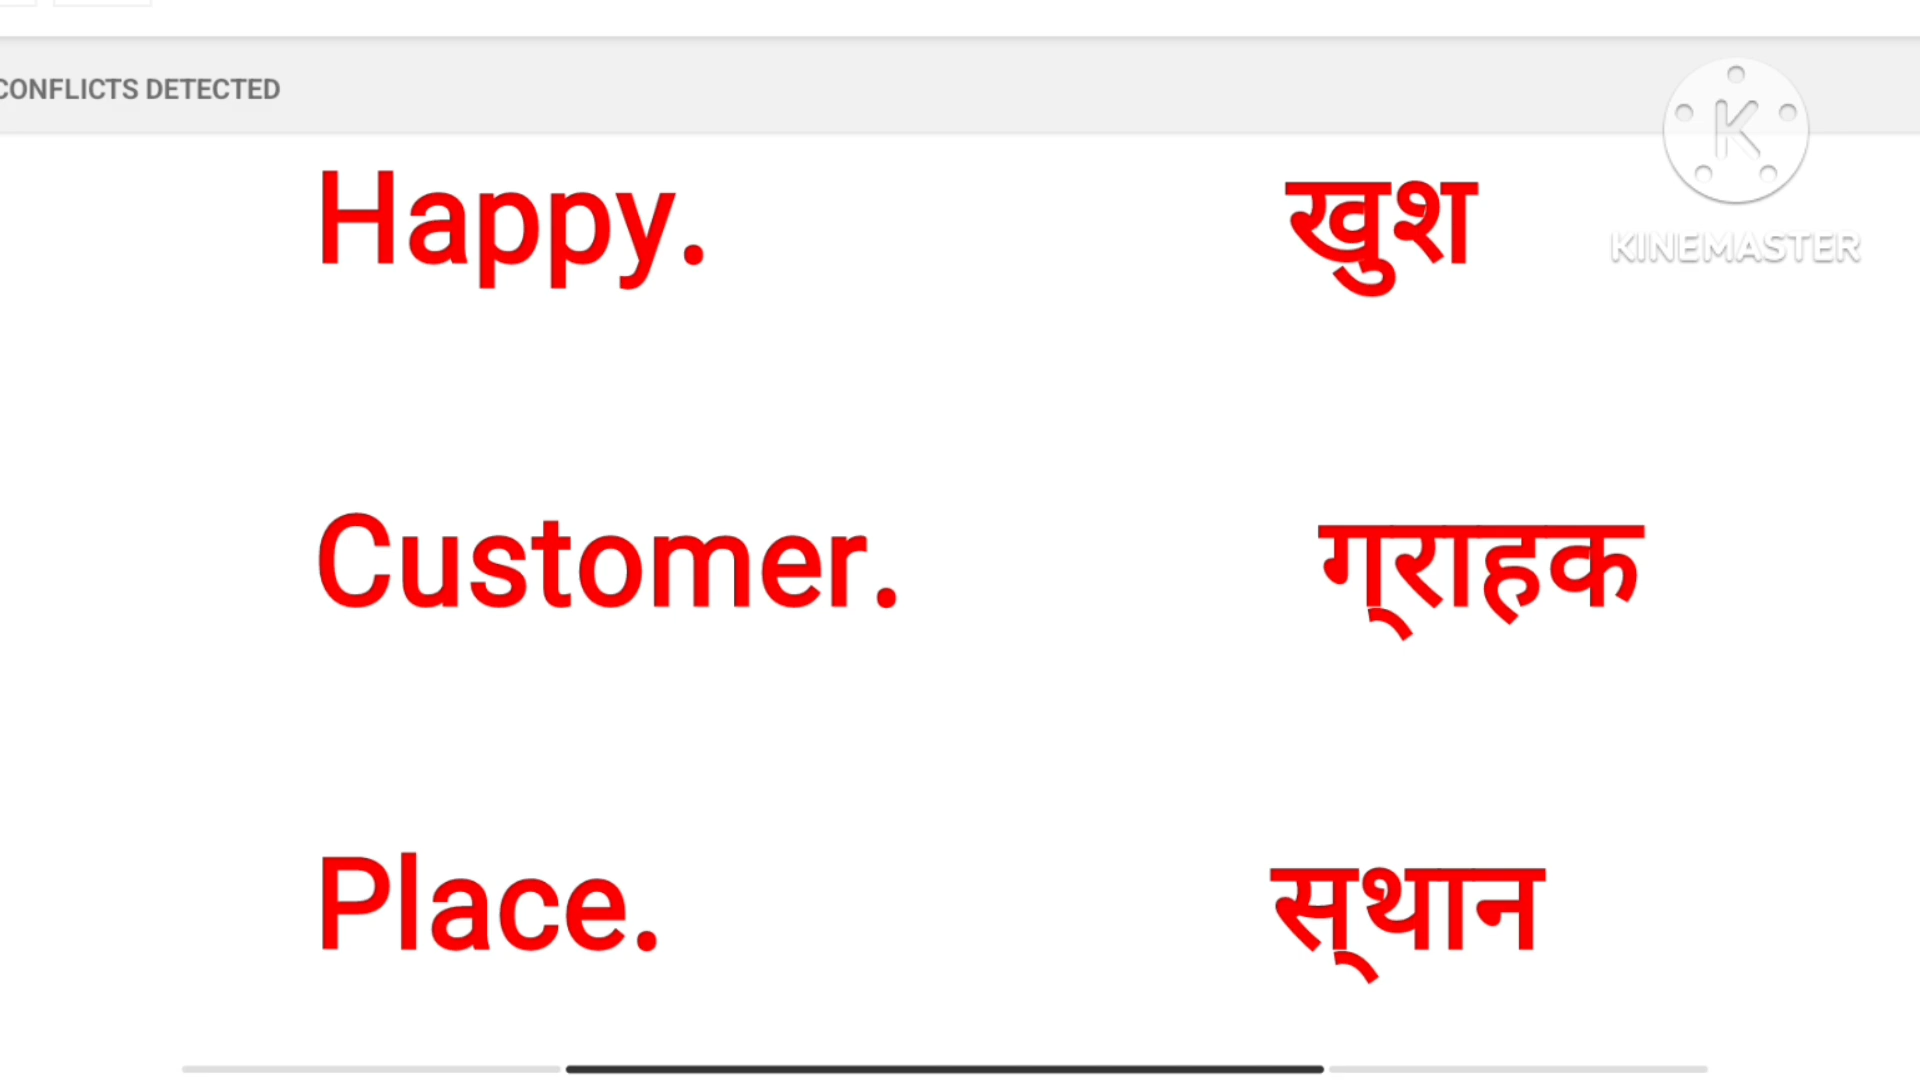 CONFLICTS DETECTED
Happy. खुश
KINEMASTER
Customer. ग्‌राहक
Place. स्‌थान